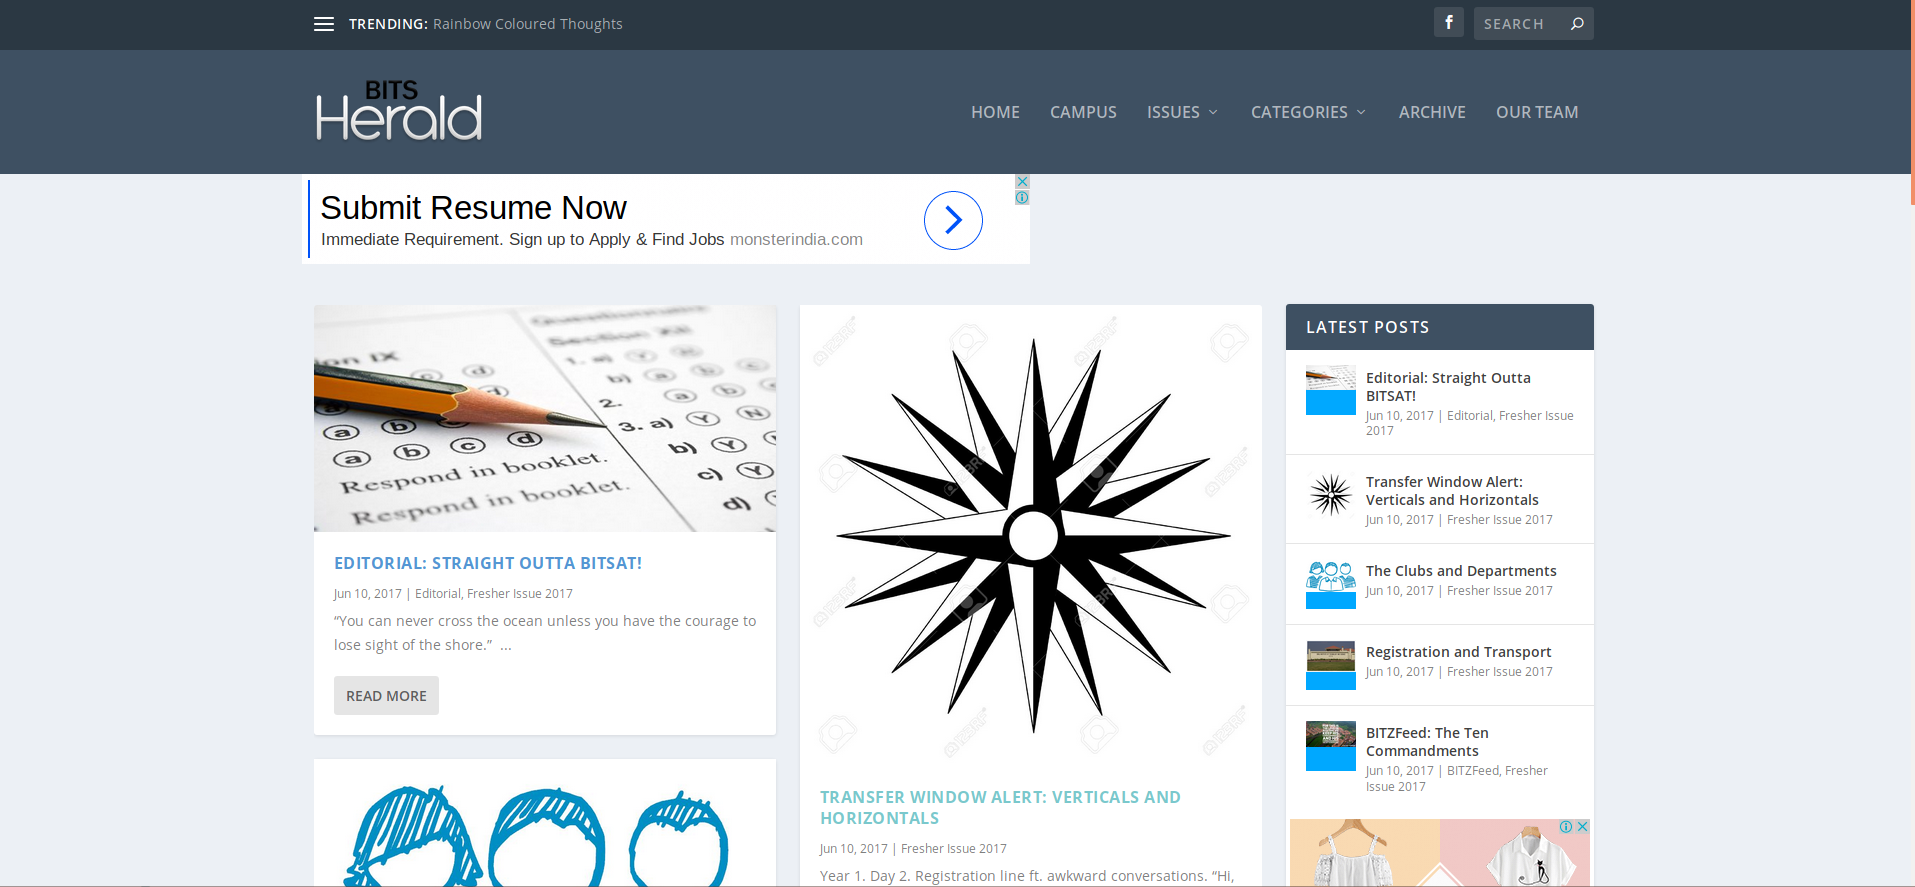 TRENDING: Rainbow Coloured Thoughts
SEARCH
BITS
Herald
HOME CAMPUS ISSUES CATEGORIES ARCHIVE OUR TEAM
Submit Resume Now
Immediate Requirement. Sign up to Apply & Find Jobs monsterindia.com
Section XII
ion IX
1. a) Y N
b) a c
2. a c
3. a) Y N
b) Y
c) Y
d)
a b c d
a b c d
Respond in booklet.
Respond in booklet.
EDITORIAL: STRAIGHT OUTTA BITSAT!
Jun 10, 2017 | Editorial, Fresher Issue 2017
“You can never cross the ocean unless you have the courage to
lose sight of the shore.” ...
READ MORE
123RF
TRANSFER WINDOW ALERT: VERTICALS AND
HORIZONTALS
Jun 10, 2017 | Fresher Issue 2017
Year 1. Day 2. Registration line ft. awkward conversations. “Hi,
LATEST POSTS
Editorial: Straight Outta
BITSAT!
Jun 10, 2017 | Editorial, Fresher Issue
2017
Transfer Window Alert:
Verticals and Horizontals
Jun 10, 2017 | Fresher Issue 2017
The Clubs and Departments
Jun 10, 2017 | Fresher Issue 2017
Registration and Transport
Jun 10, 2017 | Fresher Issue 2017
BITZFeed: The Ten
Commandments
Jun 10, 2017 | BITZFeed, Fresher
Issue 2017